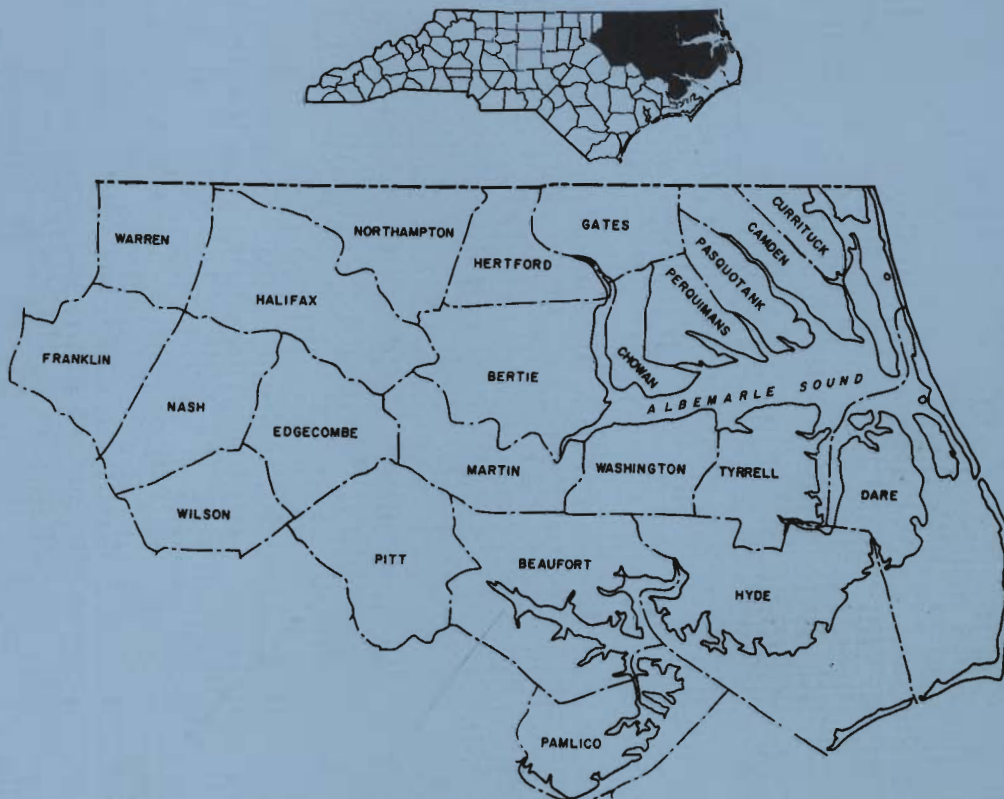 WARREN
NORTHAMPTON
GATES
CURRITUCK
CAMDEN
PASQUOTANK
PERQUIMANS
HERTFORD
HALIFAX
FRANKLIN
CHOWAN
BERTIE
NASH
ALBEMARLE SOUND
EDGECOMBE
MARTIN
WASHINGTON
TYRRELL
DARE
WILSON
PITT
BEAUFORT
HYDE
PAMLICO